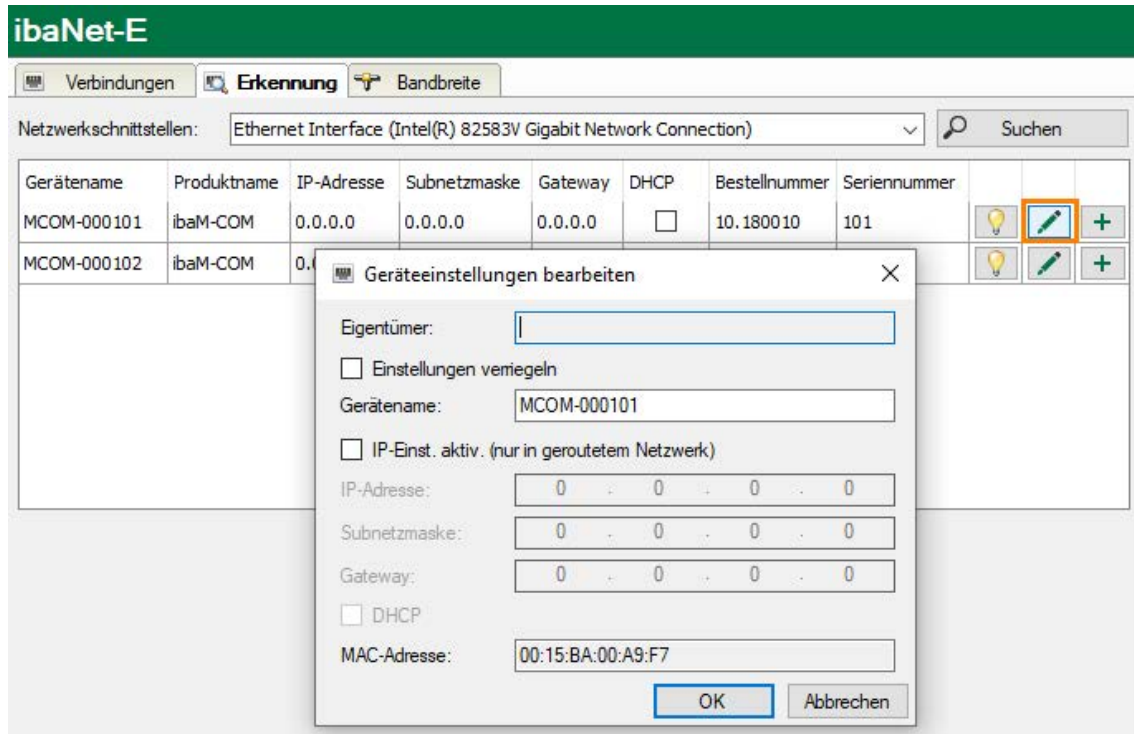 ibaNet-E
Verbindungen Erkennung Bandbreite
Netzwerkschnittstellen: Ethernet Interface (Intel(R) 82583V Gigabit Network Connection) Suchen
Gerätename Produktname IP-Adresse Subnetzmaske Gateway DHCP Bestellnummer Seriennummer
MCOM-000101 ibaM-COM 0.0.0.0 0.0.0.0 0.0.0.0 10.180010 101
MCOM-000102 ibaM-COM
Geräteeinstellungen bearbeiten
Eigentümer:
Einstellungen verriegeln
Gerätename: MCOM-000101
IP-Einst. aktiv. (nur in geroutetem Netzwerk)
IP-Adresse: 0 . 0 . 0 . 0
Subnetzmaske: 0 . 0 . 0 . 0
Gateway: 0 . 0 . 0 . 0
DHCP
MAC-Adresse: 00:15:BA:00:A9:F7
OK Abbrechen